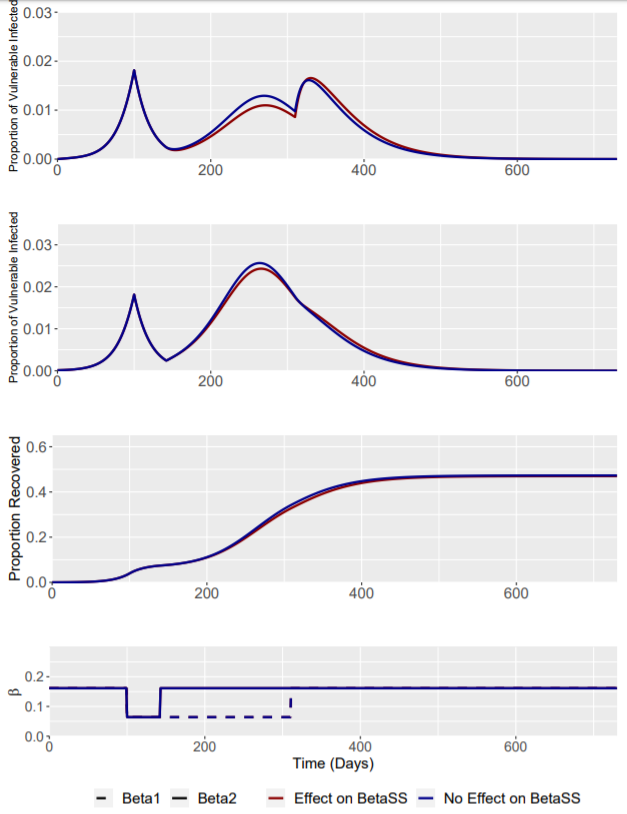 Proportion of Vulnerable Infected
0.03
0.02
0.01
0.00
0 200 400 600
Proportion of Vulnerable Infected
0.03
0.02
0.01
0.00
0 200 400 600
Proportion Recovered
0.6
0.4
0.2
0.0
0 200 400 600
β
0.2
0.1
0.0
0 200 400 600
Time (Days)
Beta1 Beta2 Effect on BetaSS No Effect on BetaSS